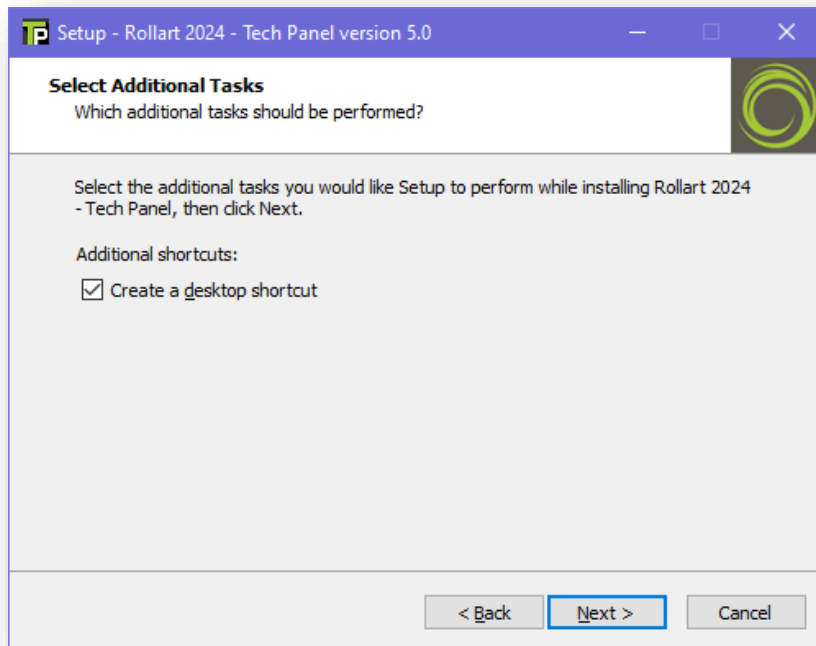 TP Setup - Rollart 2024 - Tech Panel version 5.0
Select Additional Tasks
Which additional tasks should be performed?
Select the additional tasks you would like Setup to perform while installing Rollart 2024
- Tech Panel, then click Next.
Additional shortcuts:
Create a desktop shortcut
< Back Next > Cancel